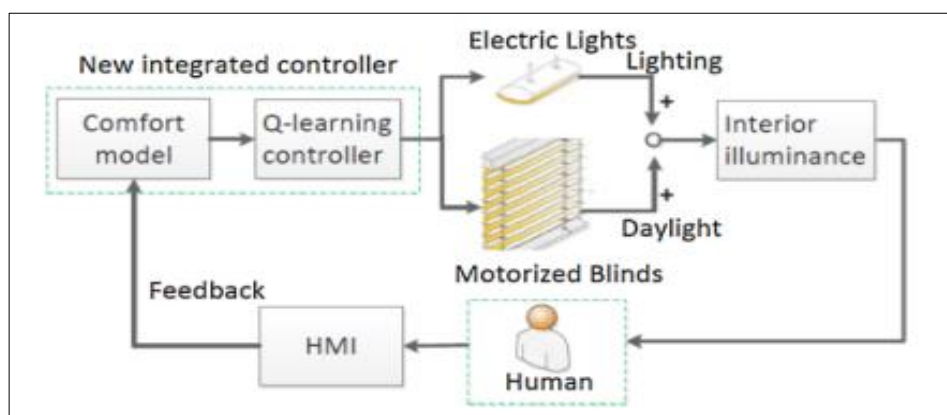 Electric Lights
New integrated controller
Lighting
+
Comfort
model
Q-learning
controller
Interior
illuminance
+
Daylight
Motorized Blinds
Feedback
HMI
Human